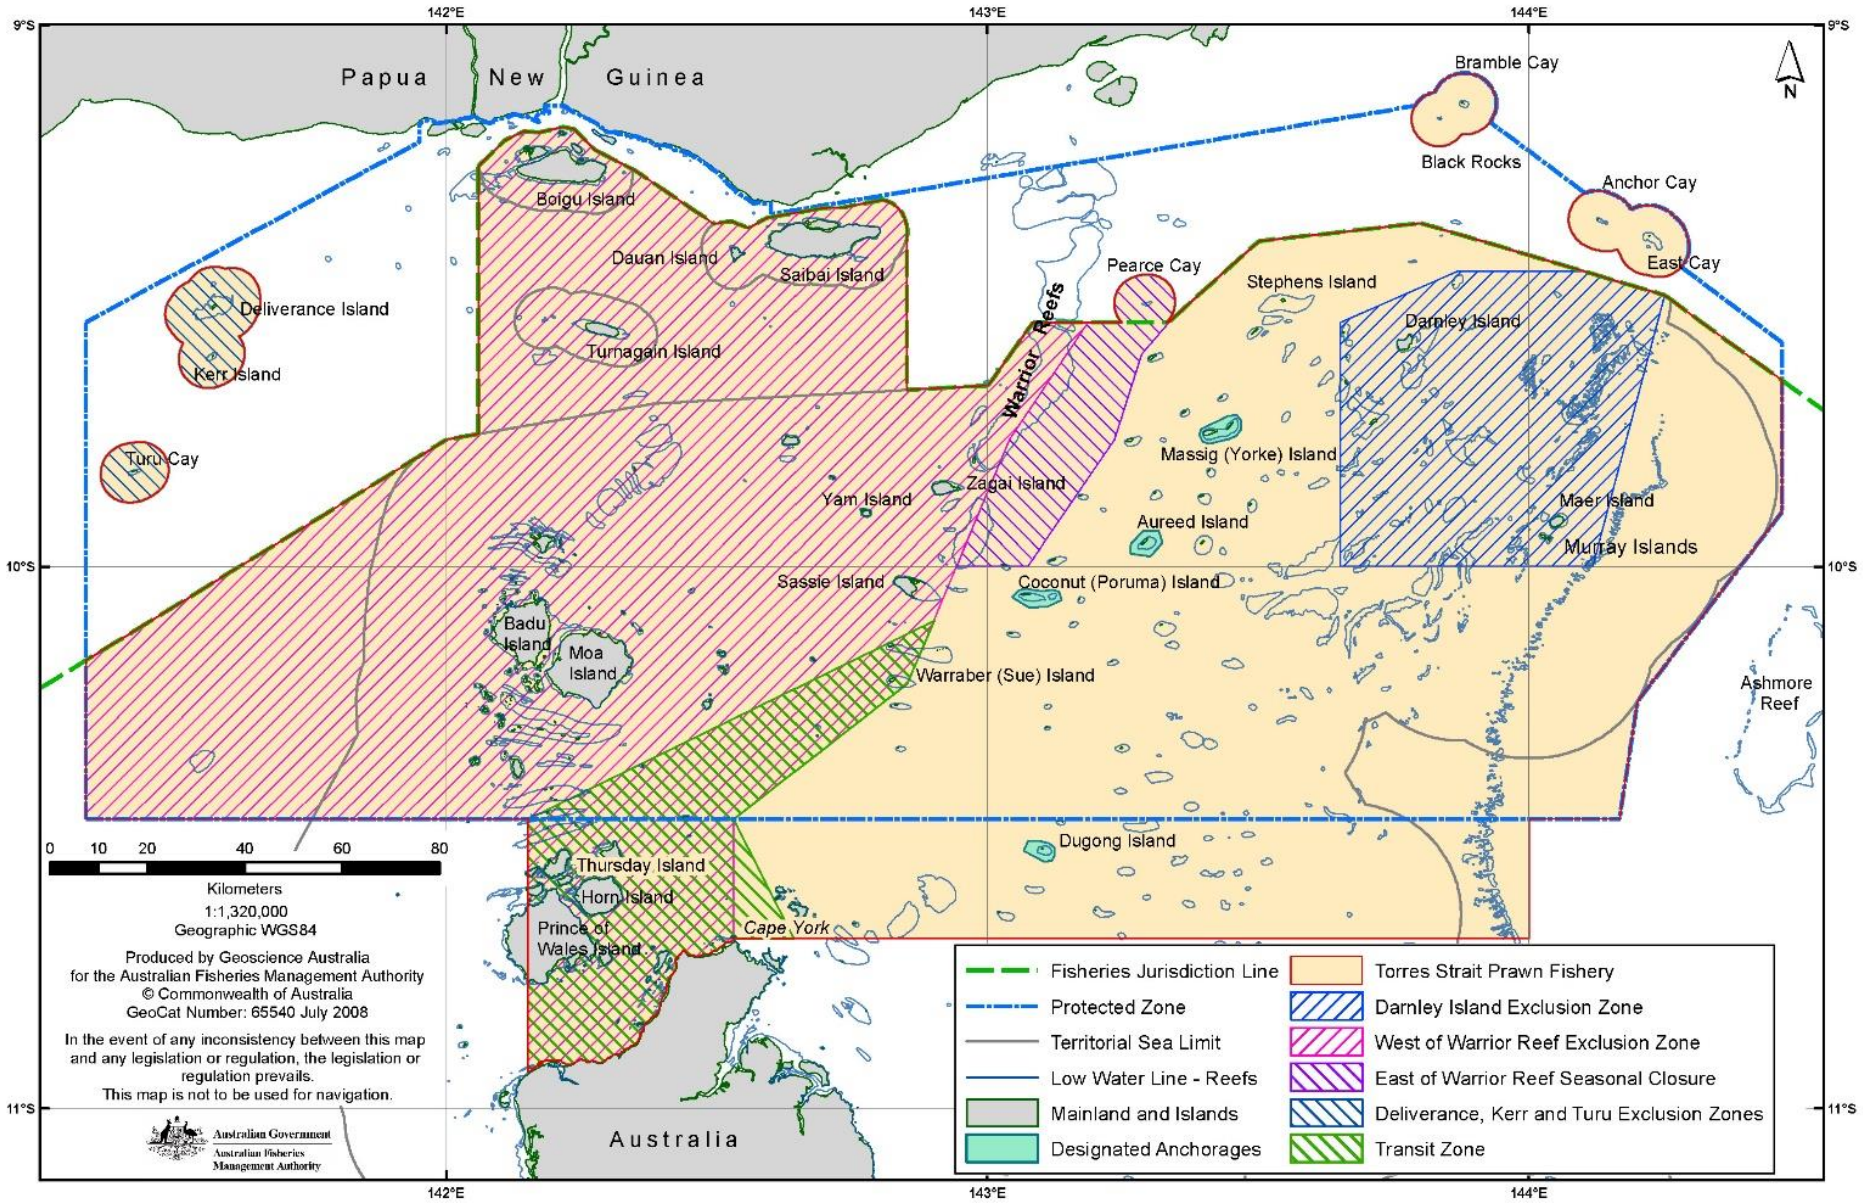 142°E 143°E 144°E
9°S 9°S
Papua New Guinea
Bramble Cay
N
Black Rocks
Anchor Cay
East Cay
Boigu Island
Dauan Island
Saibai Island
Pearce Cay
Stephens Island
Deliverance Island
Kerr Island
Turnagain Island
Warrior Reefs
Darnley Island
Turu Cay
Massig (Yorke) Island
Zagai Island
Yam Island
Aureed Island
Maer Island
Murray Islands
10°S 10°S
Sassie Island
Coconut (Poruma) Island
Badu
Island
Moa
Island
Warraber (Sue) Island
Ashmore
Reef
Dugong Island
Thursday Island
Horn Island
Prince of
Wales Island
Cape York
0 10 20 40 60 80
Kilometers
1:1,320,000
Geographic WGS84
Produced by Geoscience Australia
for the Australian Fisheries Management Authority
© Commonwealth of Australia
GeoCat Number: 65540 July 2008
In the event of any inconsistency between this map
and any legislation or regulation, the legislation or
regulation prevails.
This map is not to be used for navigation.
Australian Government
Australian Fisheries
Management Authority
Australia
Fisheries Jurisdiction Line
Protected Zone
Territorial Sea Limit
Low Water Line - Reefs
Mainland and Islands
Designated Anchorages
Torres Strait Prawn Fishery
Darnley Island Exclusion Zone
West of Warrior Reef Exclusion Zone
East of Warrior Reef Seasonal Closure
Deliverance, Kerr and Turu Exclusion Zones
Transit Zone
11°S 11°S
142°E 143°E 144°E